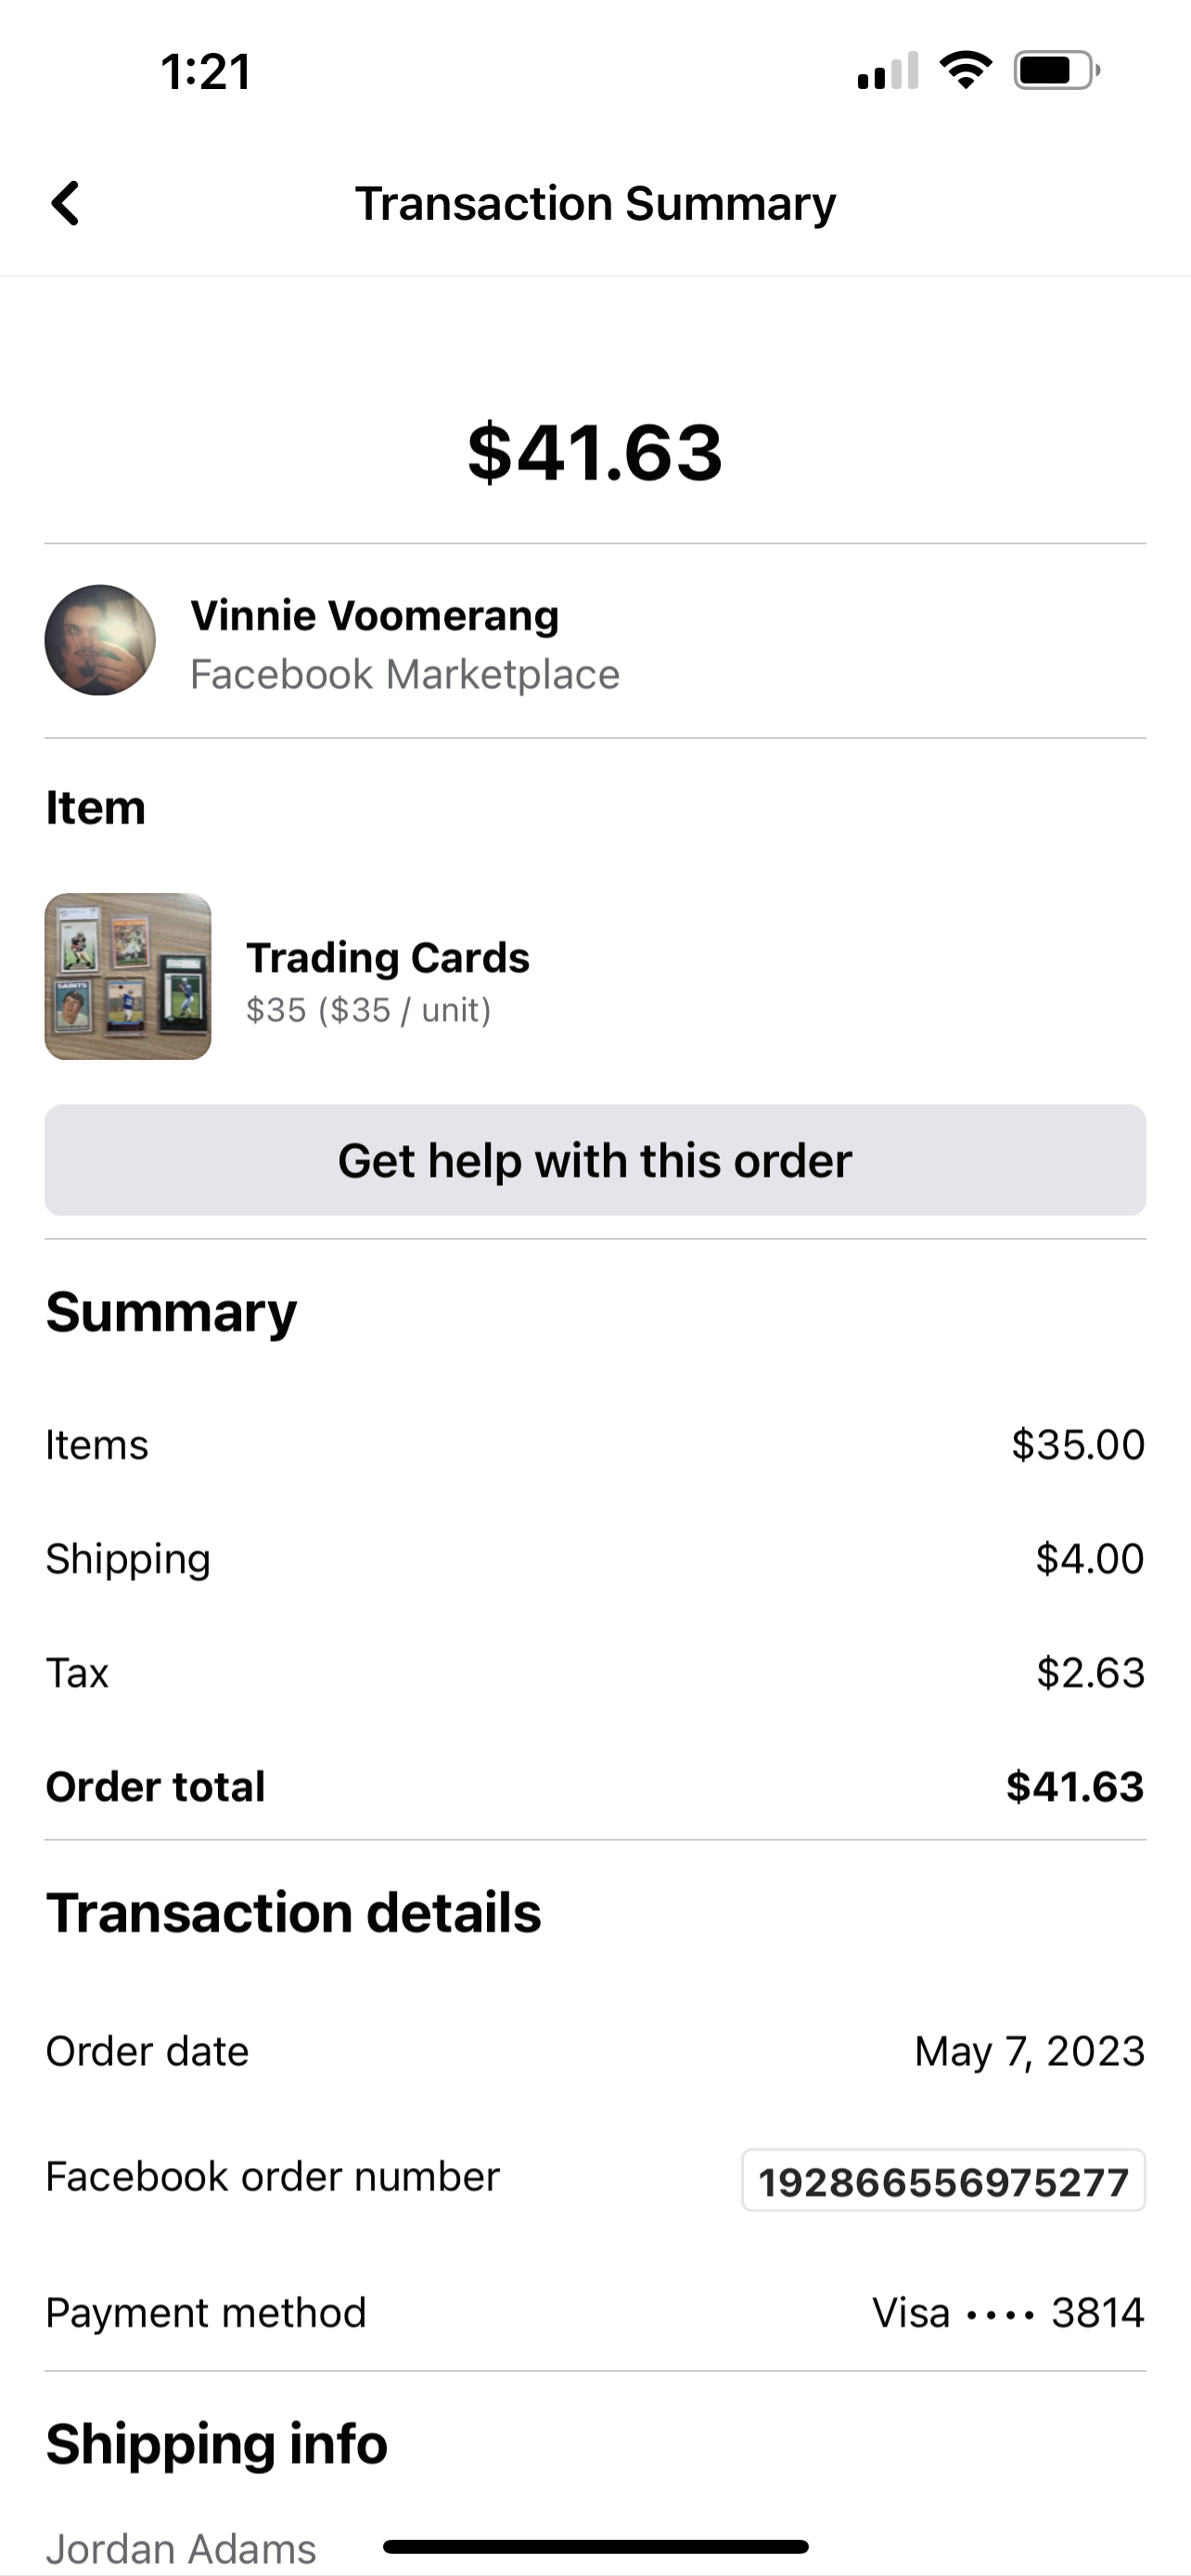 1:21
Transaction Summary
$41.63
Vinnie Voomerang
Facebook Marketplace
Item
SAINTS
Trading Cards
$35 ($35 / unit)
Get help with this order
Summary
Items $35.00
Shipping $4.00
Tax $2.63
Order total $41.63
Transaction details
Order date May 7, 2023
Facebook order number 192866556975277
Payment method Visa •••• 3814
Shipping info
Jordan Adams